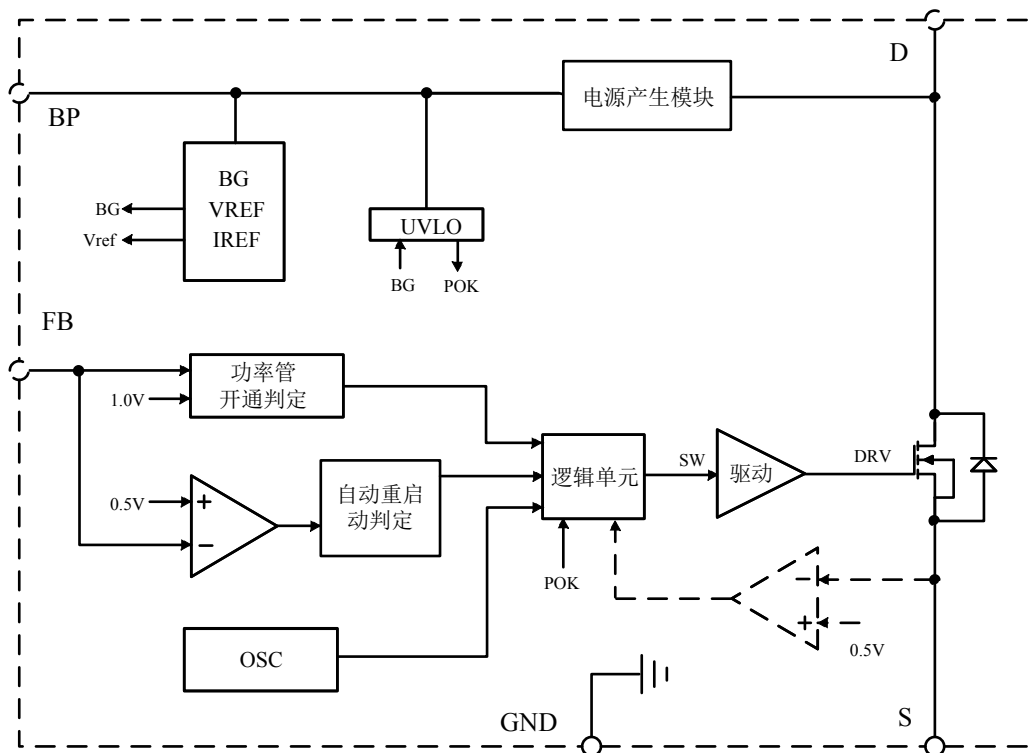 D
BP
电源产生模块
BG
VREF
IREF
BG
Vref
UVLO
BG
POK
FB
功率管
开通判定
1.0V
0.5V
+
−
自动重启
动判定
逻辑单元
SW
驱动
DRV
POK
−
+
0.5V
OSC
GND
S